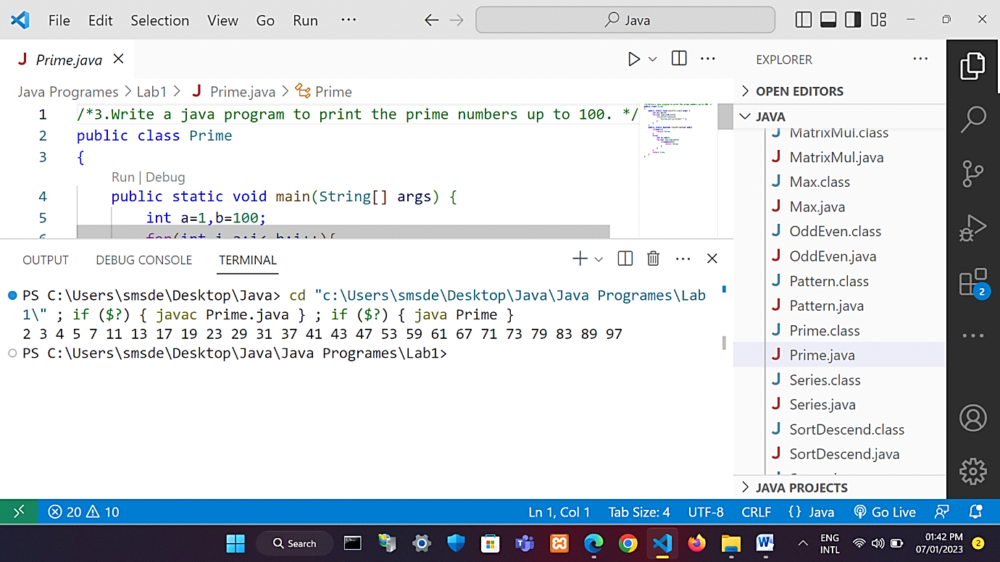 File Edit Selection View Go Run ··· Java
Prime.java
Java Programes > Lab1 > Prime.java > Prime
1 /*3.Write a java program to print the prime numbers up to 100. */
2 public class Prime
3 {
Run | Debug
4 public static void main(String[] args) {
5 int a=1,b=100;
OUTPUT DEBUG CONSOLE TERMINAL
PS C:\Users\smsde\Desktop\Java> cd "c:\Users\smsde\Desktop\Java\Java Programes\Lab
1\" ; if ($?) { javac Prime.java } ; if ($?) { java Prime }
2 3 4 5 7 11 13 17 19 23 29 31 37 41 43 47 53 59 61 67 71 73 79 83 89 97
PS C:\Users\smsde\Desktop\Java\Java Programes\Lab1>
EXPLORER
OPEN EDITORS
JAVA
MatrixMul.class
MatrixMul.java
Max.class
Max.java
OddEven.class
OddEven.java
Pattern.class
Pattern.java
Prime.class
Prime.java
Series.class
Series.java
SortDescend.class
SortDescend.java
JAVA PROJECTS
2
20 10 Ln 1, Col 1 Tab Size: 4 UTF-8 CRLF {} Java Go Live
Search
ENG
INTL
01:42 PM
07/01/2023
2